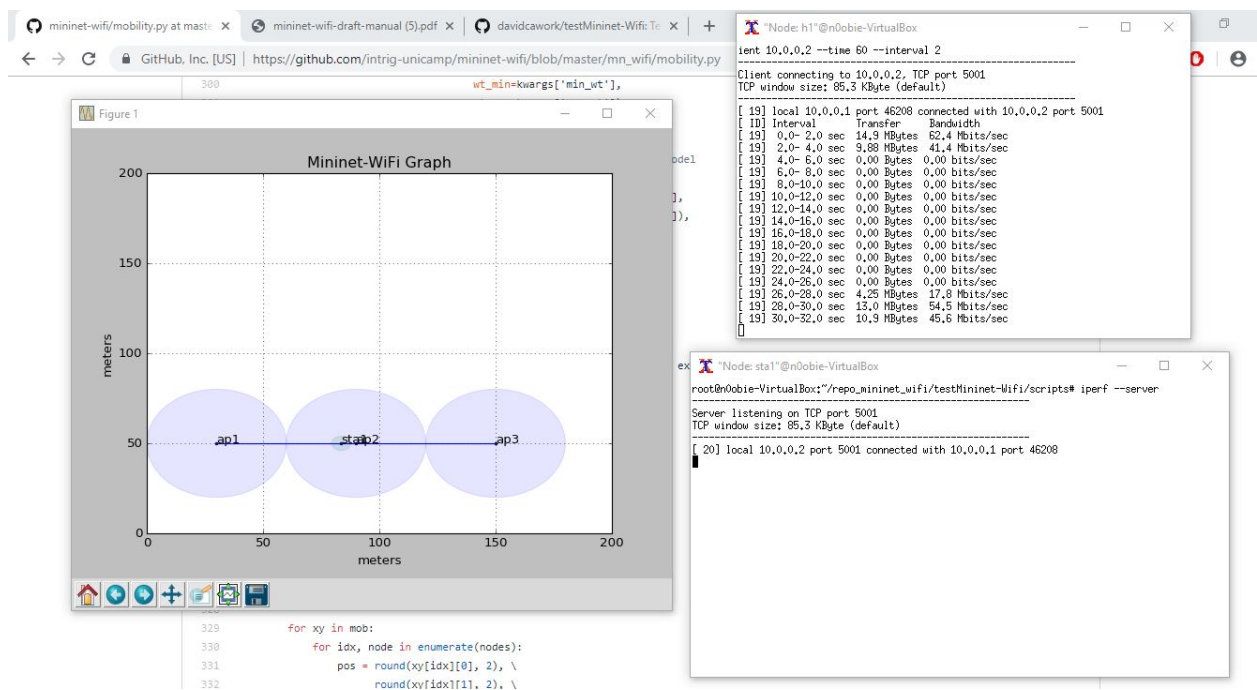 mininet-wifi/mobility.py at maste
mininet-wifi-draft-manual (5).pdf
davidcawork/testMininet-Wifi: Te
GitHub, Inc. [US] | https://github.com/intrig-unicamp/mininet-wifi/blob/master/mn_wifi/mobility.py
300 wt_min=kwargs['min_wt'],
Figure 1
Mininet-WiFi Graph
200
150
100
50
0
meters
ap1
sta1
ap2
ap3
0 50 100 150 200
meters
odel
],
]),
ex
329 for xy in mob:
330 for idx, node in enumerate(nodes):
331 pos = round(xy[idx][0], 2), \
332 round(xy[idx][1], 2), \
"Node: h1"@n0obie-VirtualBox
ient 10.0.0.2 --time 60 --interval 2
------------------------------------------------------------
Client connecting to 10.0.0.2, TCP port 5001
TCP window size: 85.3 KByte (default)
------------------------------------------------------------
[ 19] local 10.0.0.1 port 46208 connected with 10.0.0.2 port 5001
[ ID] Interval Transfer Bandwidth
[ 19] 0.0- 2.0 sec 14.9 MBytes 62.4 Mbits/sec
[ 19] 2.0- 4.0 sec 9.88 MBytes 41.4 Mbits/sec
[ 19] 4.0- 6.0 sec 0.00 Bytes 0.00 bits/sec
[ 19] 6.0- 8.0 sec 0.00 Bytes 0.00 bits/sec
[ 19] 8.0-10.0 sec 0.00 Bytes 0.00 bits/sec
[ 19] 10.0-12.0 sec 0.00 Bytes 0.00 bits/sec
[ 19] 12.0-14.0 sec 0.00 Bytes 0.00 bits/sec
[ 19] 14.0-16.0 sec 0.00 Bytes 0.00 bits/sec
[ 19] 16.0-18.0 sec 0.00 Bytes 0.00 bits/sec
[ 19] 18.0-20.0 sec 0.00 Bytes 0.00 bits/sec
[ 19] 20.0-22.0 sec 0.00 Bytes 0.00 bits/sec
[ 19] 22.0-24.0 sec 0.00 Bytes 0.00 bits/sec
[ 19] 24.0-26.0 sec 0.00 Bytes 0.00 bits/sec
[ 19] 26.0-28.0 sec 4.25 MBytes 17.8 Mbits/sec
[ 19] 28.0-30.0 sec 13.0 MBytes 54.5 Mbits/sec
[ 19] 30.0-32.0 sec 10.9 MBytes 45.6 Mbits/sec
"Node: sta1"@n0obie-VirtualBox
root@n0obie-VirtualBox:~/repo_mininet_wifi/testMininet-Wifi/scripts# iperf --server
------------------------------------------------------------
Server listening on TCP port 5001
TCP window size: 85.3 KByte (default)
------------------------------------------------------------
[ 20] local 10.0.0.2 port 5001 connected with 10.0.0.1 port 46208